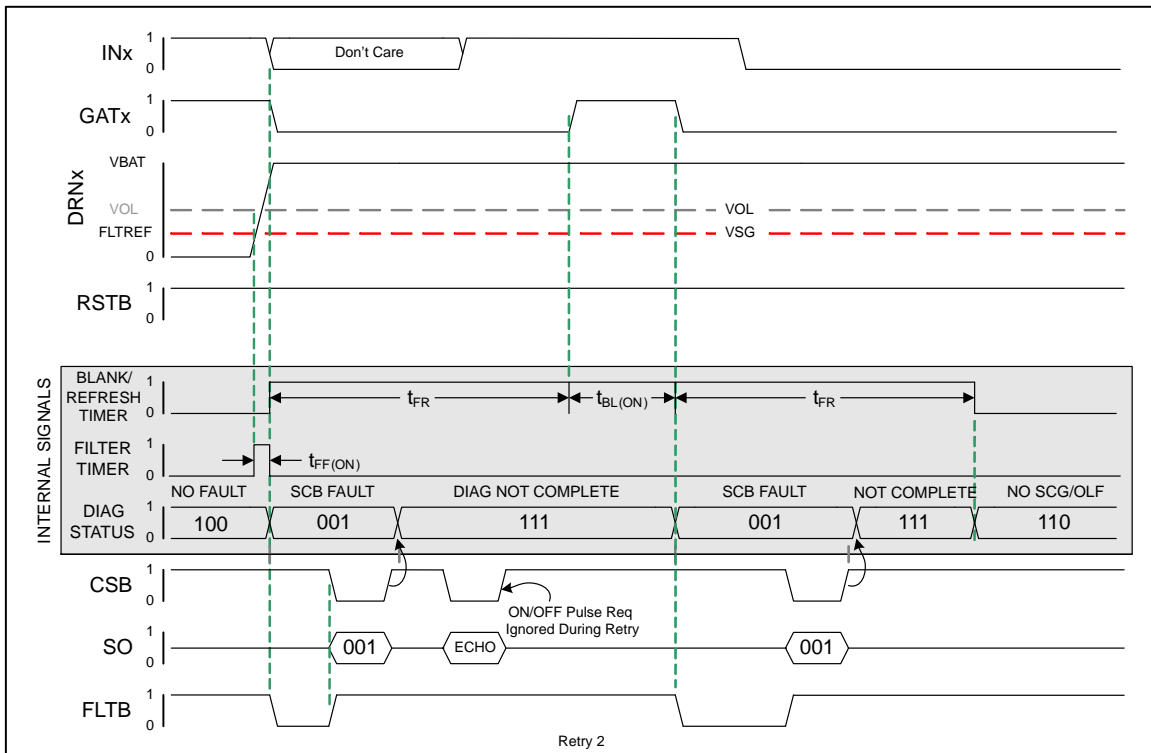 INx
1
0
Don't Care
GATx
1
0
DRNx
VBAT
VOL
VOL
FLTREF
VSG
0
RSTB
1
0
INTERNAL SIGNALS
BLANK/
REFRESH
TIMER
1
0
tFR
tBL(ON)
tFR
FILTER
TIMER
1
0
tFF(ON)
NO FAULT
SCB FAULT
DIAG NOT COMPLETE
SCB FAULT
NOT COMPLETE
NO SCG/OLF
DIAG
STATUS
1
0
100
001
111
001
111
110
CSB
1
0
ON/OFF Pulse Req
Ignored During Retry
SO
1
0
001
ECHO
001
FLTB
1
0
Retry 2